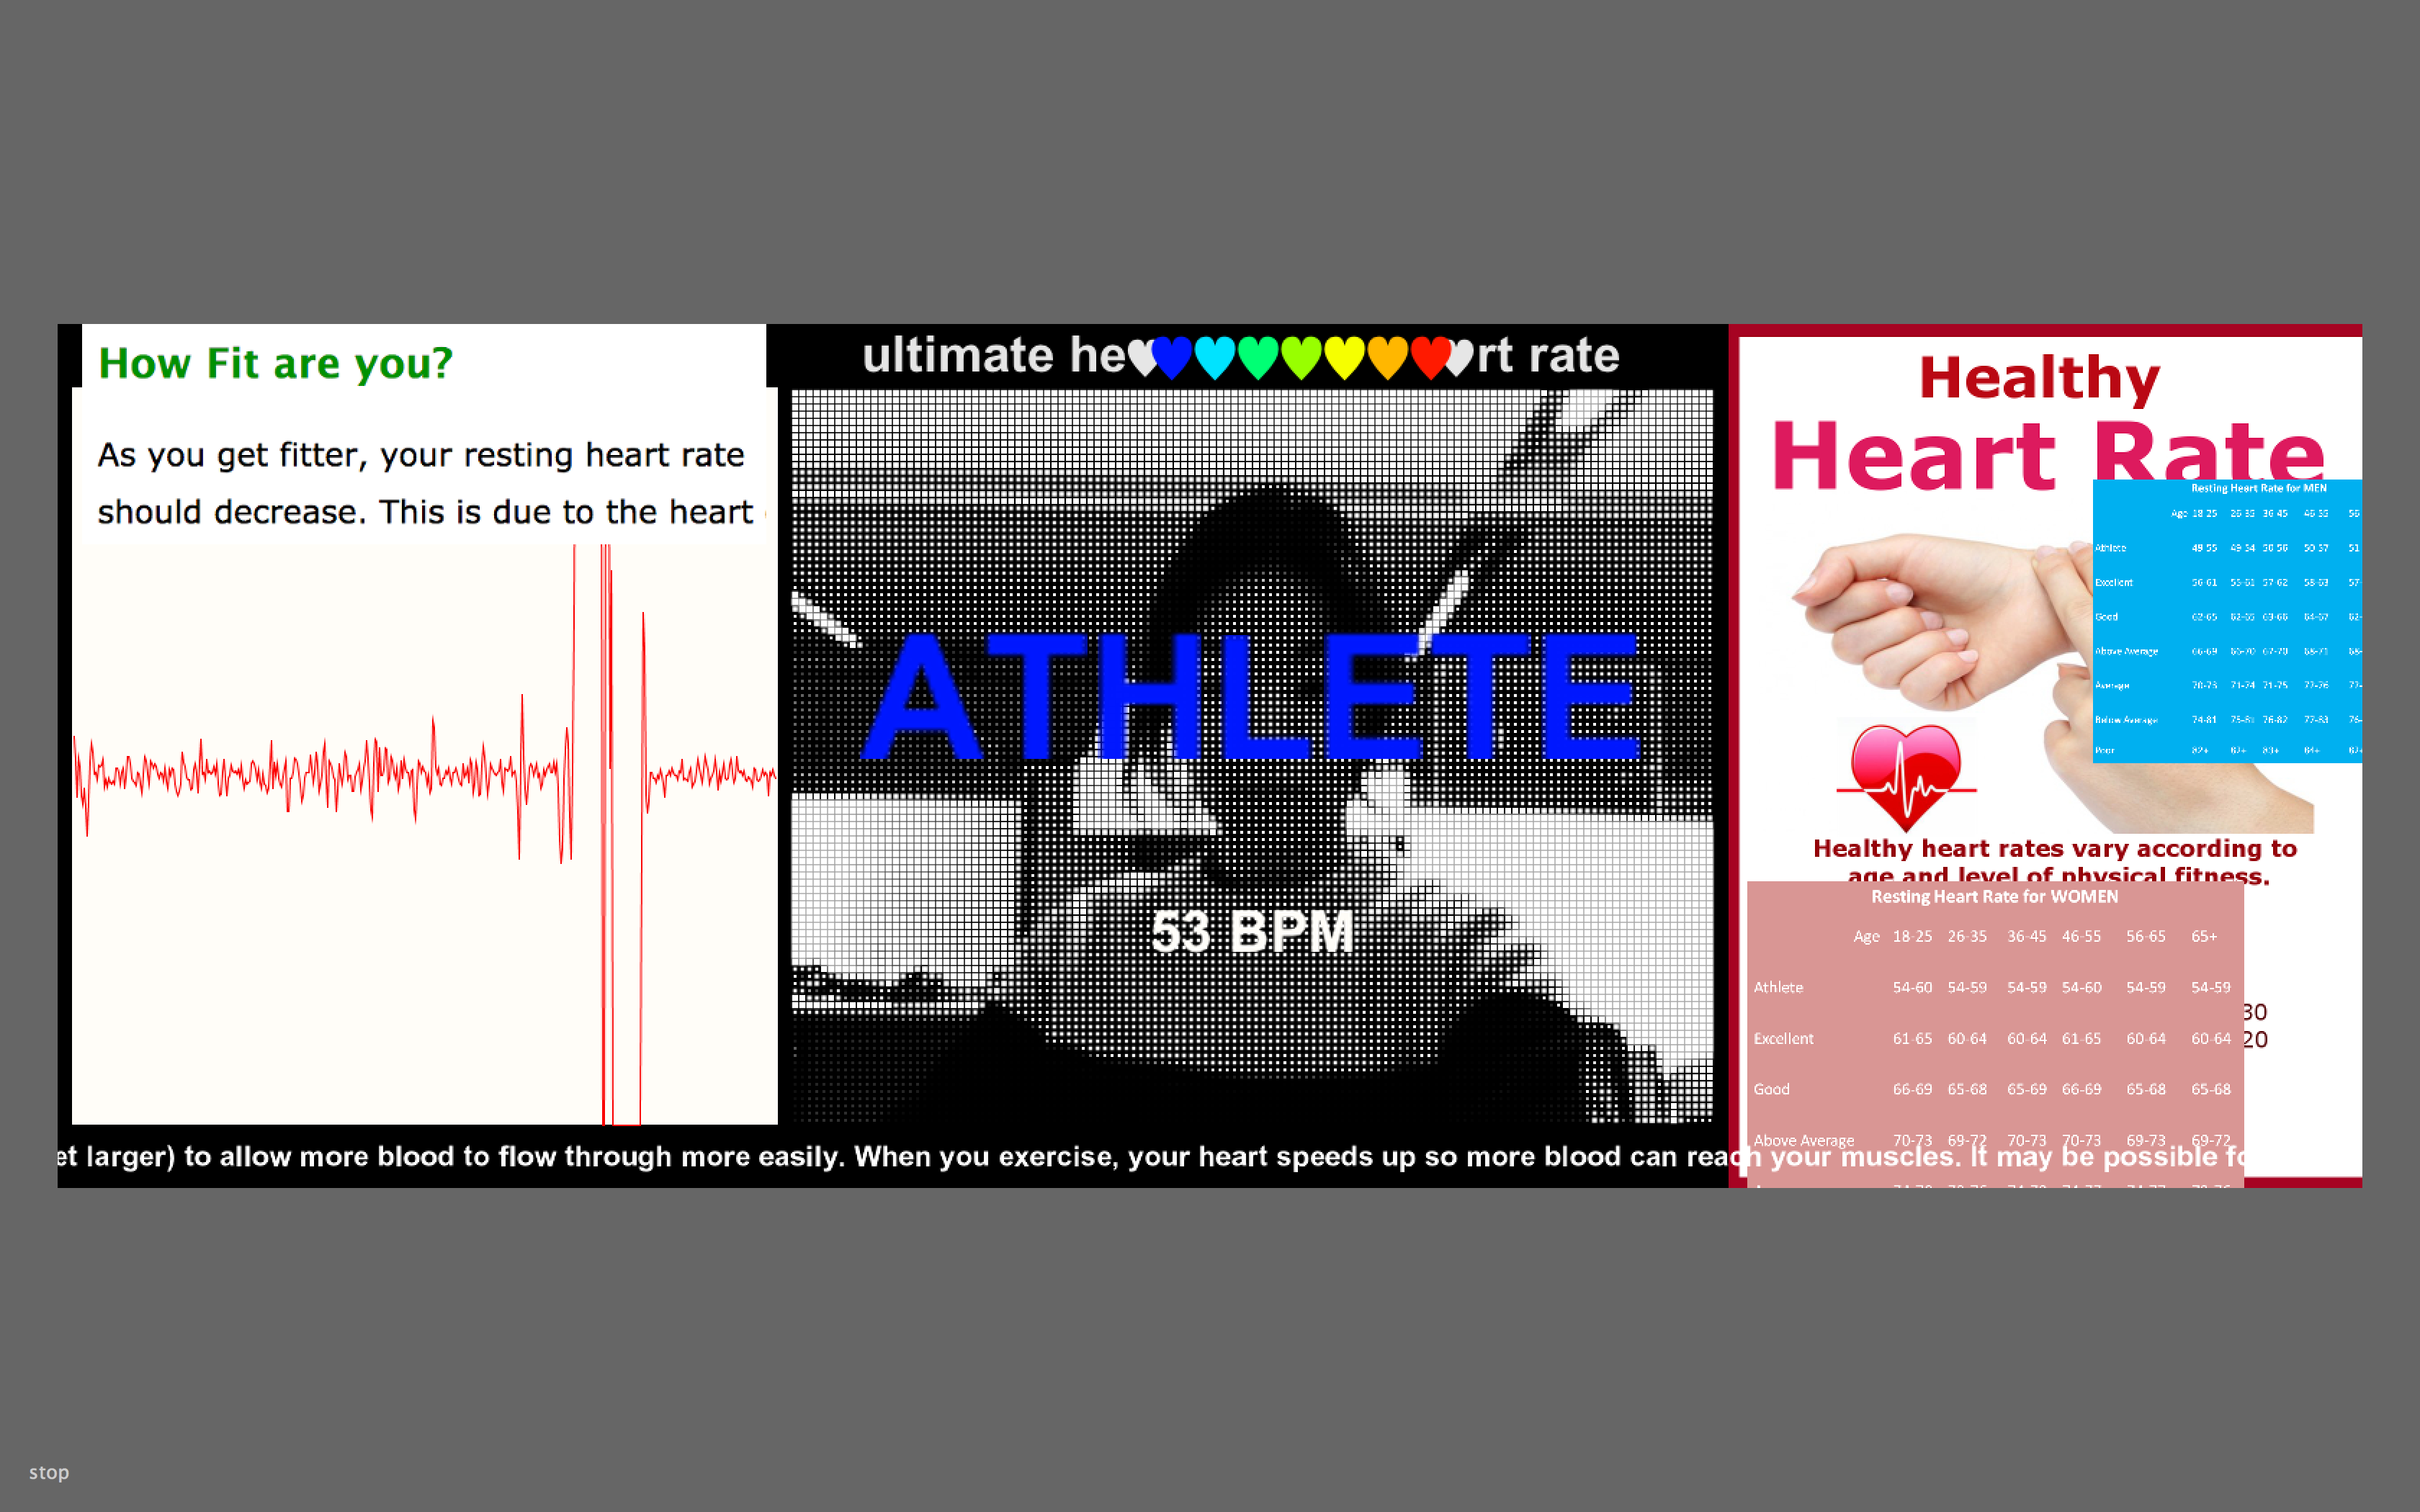 How Fit are you?
As you get fitter, your resting heart rate
should decrease. This is due to the heart
ultimate he rt rate
ATHLETE
53 BPM
Healthy
Heart Rate
Resting Heart Rate for MEN
Age 18-25 26-35 36-45 46-55 56
Athlete 49-55 49-54 50-56 50-57 51
Excellent 56-61 55-61 57-62 58-63 57-
Good 62-65 62-65 63-66 64-67 62-
Above Average 66-69 66-70 67-70 68-71 68-
Average 70-73 71-74 71-75 72-76 72-
Below Average 74-81 75-81 76-82 77-83 76-
Poor 82+ 82+ 83+ 84+ 82+
Healthy heart rates vary according to
age and level of physical fitness.
Resting Heart Rate for WOMEN
Age 18-25 26-35 36-45 46-55 56-65 65+
Athlete 54-60 54-59 54-59 54-60 54-59 54-59
Excellent 61-65 60-64 60-64 61-65 60-64 60-64
30
20
Good 66-69 65-68 65-69 66-69 65-68 65-68
Above Average 70-73 69-72 70-73 70-73 69-73 69-72
et larger) to allow more blood to flow through more easily. When you exercise, your heart speeds up so more blood can reach your muscles. It may be possible fo
stop